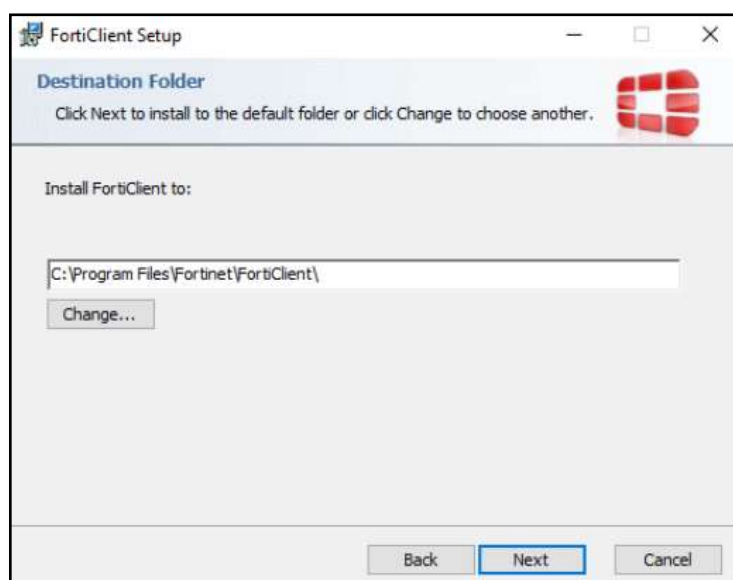 FortiClient Setup
Destination Folder
Click Next to install to the default folder or click Change to choose another.
Install FortiClient to:
C:\Program Files\Fortinet\FortiClient\
Change...
Back Next Cancel